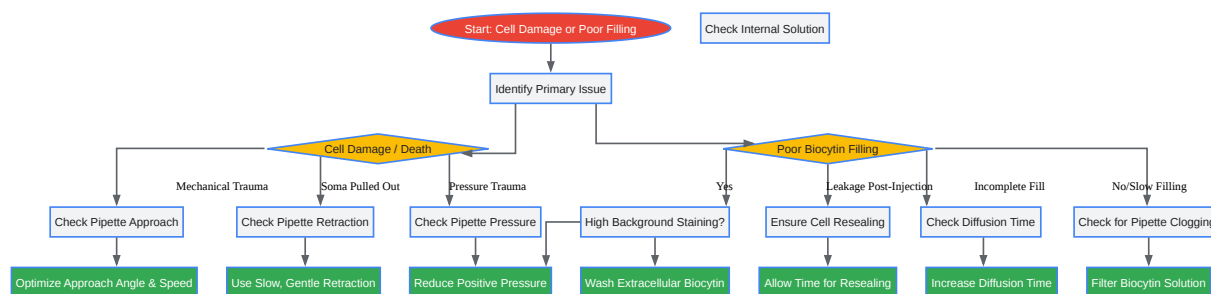 Start: Cell Damage or Poor Filling
Check Internal Solution
Identify Primary Issue
Cell Damage / Death
Poor Biocytin Filling
Mechanical Trauma
Soma Pulled Out
Pressure Trauma
Yes
Leakage Post-Injection
Incomplete Fill
No/Slow Filling
Check Pipette Approach
Check Pipette Retraction
Check Pipette Pressure
High Background Staining?
Ensure Cell Resealing
Check Diffusion Time
Check for Pipette Clogging
Optimize Approach Angle & Speed
Use Slow, Gentle Retraction
Reduce Positive Pressure
Wash Extracellular Biocytin
Allow Time for Resealing
Increase Diffusion Time
Filter Biocytin Solution